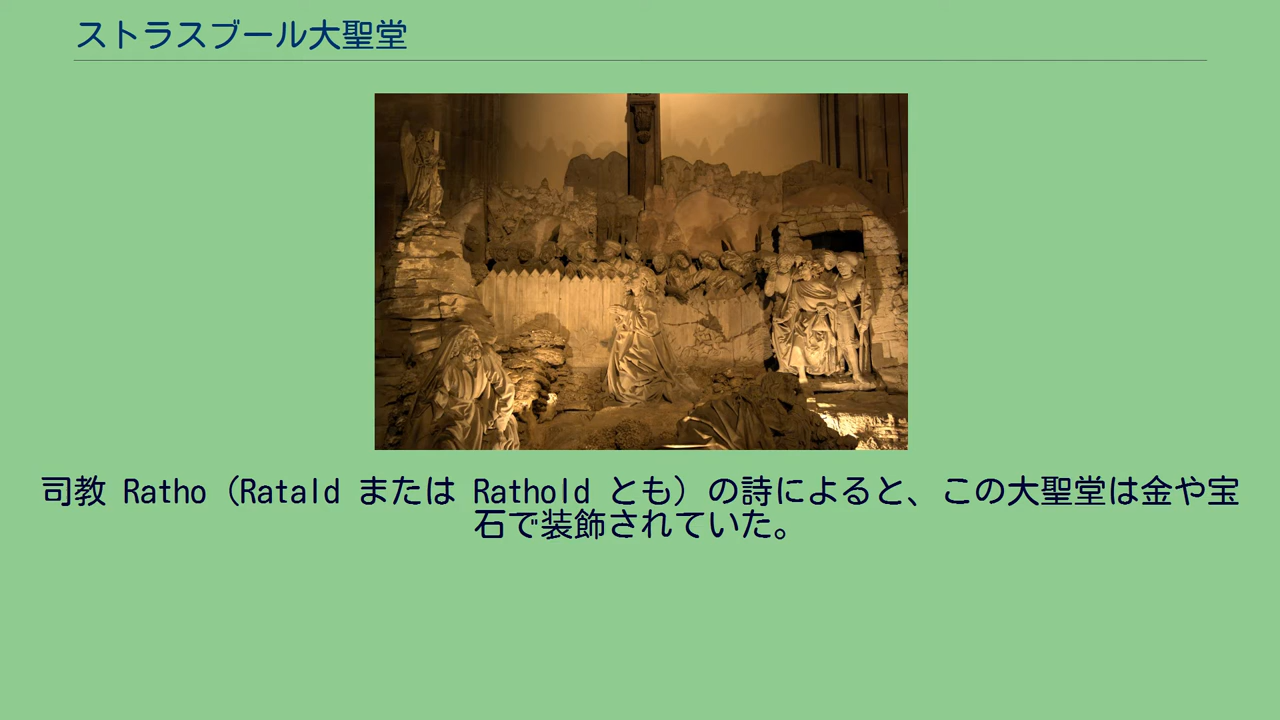 ストラスブール大聖堂
司教 Ratho（Ratald または Rathold とも）の詩によると、この大聖堂は金や宝
石で装飾されていた。